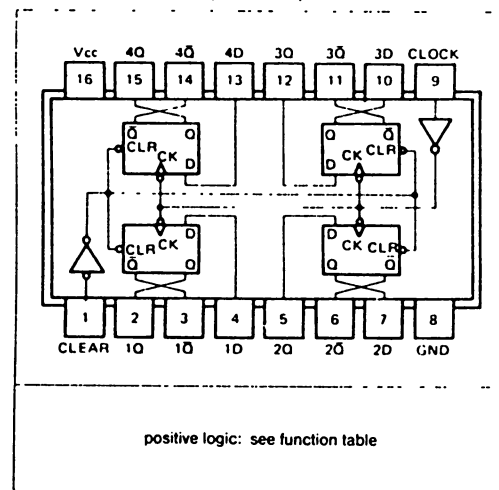 Vcc 4Q 4Q̅ 4D 3Q 3Q̅ 3D CLOCK
16 15 14 13 12 11 10 9
Q̅ Q Q Q̅
CLR D D CLR
CK CK
D D
CLR CK CK CLR
Q̅ Q Q Q̅
1 2 3 4 5 6 7 8
CLEAR 1Q 1Q̅ 1D 2Q 2Q̅ 2D GND
positive logic: see function table